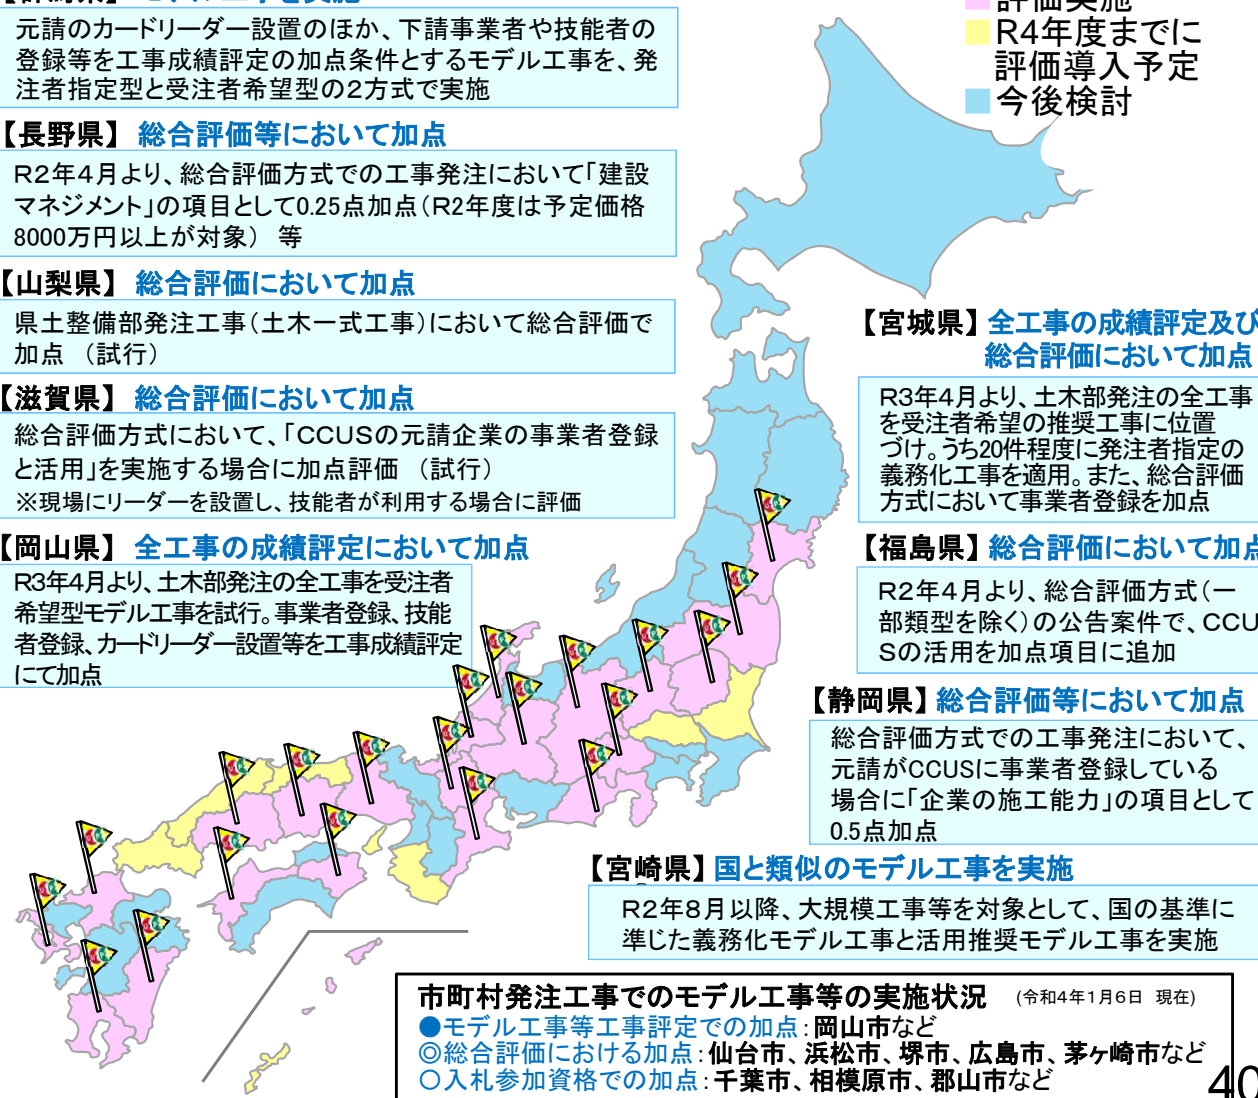 【群馬県】 モデル工事を実施
元請のカードリーダー設置のほか、下請事業者や技能者の
登録等を工事成績評定の加点条件とするモデル工事を、発
注者指定型と受注者希望型の2方式で実施
【長野県】 総合評価等において加点
R2年4月より、総合評価方式での工事発注において「建設
マネジメント」の項目として0.25点加点（R2年度は予定価格
8000万円以上が対象） 等
【山梨県】 総合評価において加点
県土整備部発注工事（土木一式工事）において総合評価で
加点 （試行）
【滋賀県】 総合評価において加点
総合評価方式において、「CCUSの元請企業の事業者登録
と活用」を実施する場合に加点評価 （試行）
※現場にリーダーを設置し、技能者が利用する場合に評価
【岡山県】 全工事の成績評定において加点
R3年4月より、土木部発注の全工事を受注者
希望型モデル工事を試行。事業者登録、技能
者登録、カードリーダー設置等を工事成績評定
にて加点
評価実施
R4年度までに
評価導入予定
今後検討
【宮城県】 全工事の成績評定及び
総合評価において加点
R3年4月より、土木部発注の全工事
を受注者希望の推奨工事に位置
づけ。うち20件程度に発注者指定の
義務化工事を適用。また、総合評価
方式において事業者登録を加点
【福島県】 総合評価において加点
R2年4月より、総合評価方式（一
部類型を除く）の公告案件で、CCU
Sの活用を加点項目に追加
【静岡県】 総合評価等において加点
総合評価方式での工事発注において、
元請がCCUSに事業者登録している
場合に「企業の施工能力」の項目として
0.5点加点
【宮崎県】 国と類似のモデル工事を実施
R2年8月以降、大規模工事等を対象として、国の基準に
準じた義務化モデル工事と活用推奨モデル工事を実施
市町村発注工事でのモデル工事等の実施状況 （令和4年1月6日 現在）
●モデル工事等工事評定での加点：岡山市など
◎総合評価における加点：仙台市、浜松市、堺市、広島市、茅ヶ崎市など
○入札参加資格での加点：千葉市、相模原市、郡山市など
40